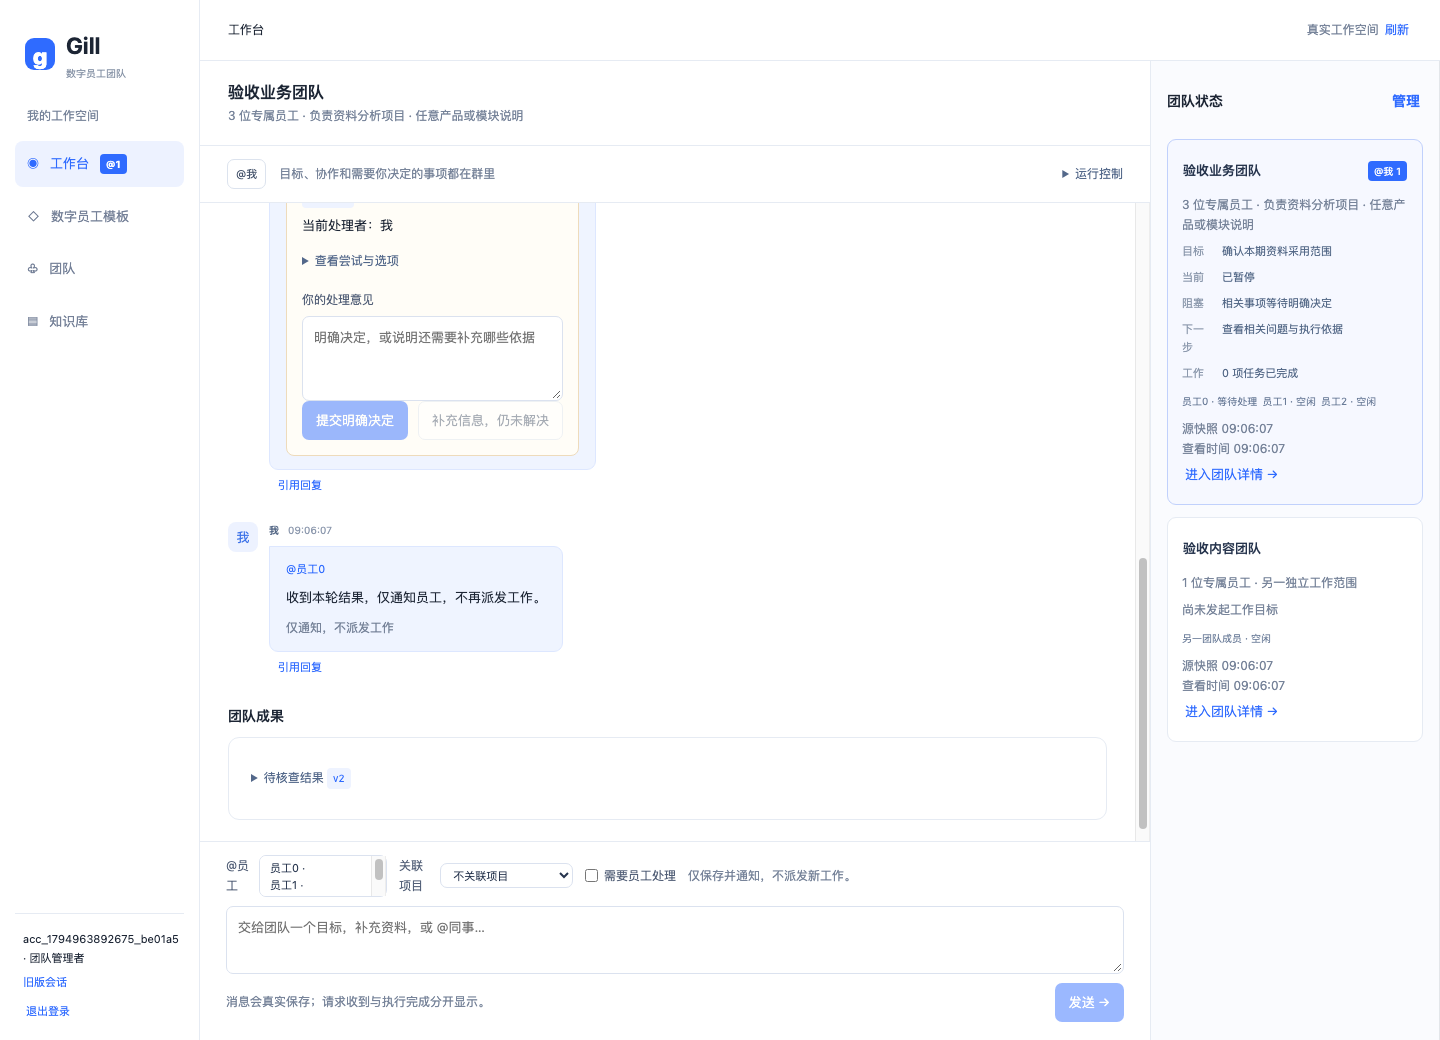 g Gill
数字员工团队
我的工作空间
工作台 @1
数字员工模板
团队
知识库
acc_1794963892675_be01a5
· 团队管理者
旧版会话
退出登录
工作台
真实工作空间 刷新
验收业务团队
3 位专属员工 · 负责资料分析项目 · 任意产品或模块说明
@我 目标、协作和需要你决定的事项都在群里
运行控制
当前处理者：我
查看尝试与选项
你的处理意见
明确决定，或说明还需要补充哪些依据
提交明确决定 补充信息，仍未解决
引用回复
我 我 09:06:07
@员工0
收到本轮结果，仅通知员工，不再派发工作。
仅通知，不派发工作
引用回复
团队成果
待核查结果 v2
@员工
员工0 ·
员工1 ·
关联项目
不关联项目
需要员工处理 仅保存并通知，不派发新工作。
交给团队一个目标，补充资料，或 @同事...
消息会真实保存；请求收到与执行完成分开显示。
发送 →
团队状态 管理
验收业务团队 @我 1
3 位专属员工 · 负责资料分析项目 · 任意产
品或模块说明
目标 确认本期资料采用范围
当前 已暂停
阻塞 相关事项等待明确决定
下一步 查看相关问题与执行依据
工作 0 项任务已完成
员工0 · 等待处理 员工1 · 空闲 员工2 · 空闲
源快照 09:06:07
查看时间 09:06:07
进入团队详情 →
验收内容团队
1 位专属员工 · 另一独立工作范围
尚未发起工作目标
另一团队成员 · 空闲
源快照 09:06:07
查看时间 09:06:07
进入团队详情 →